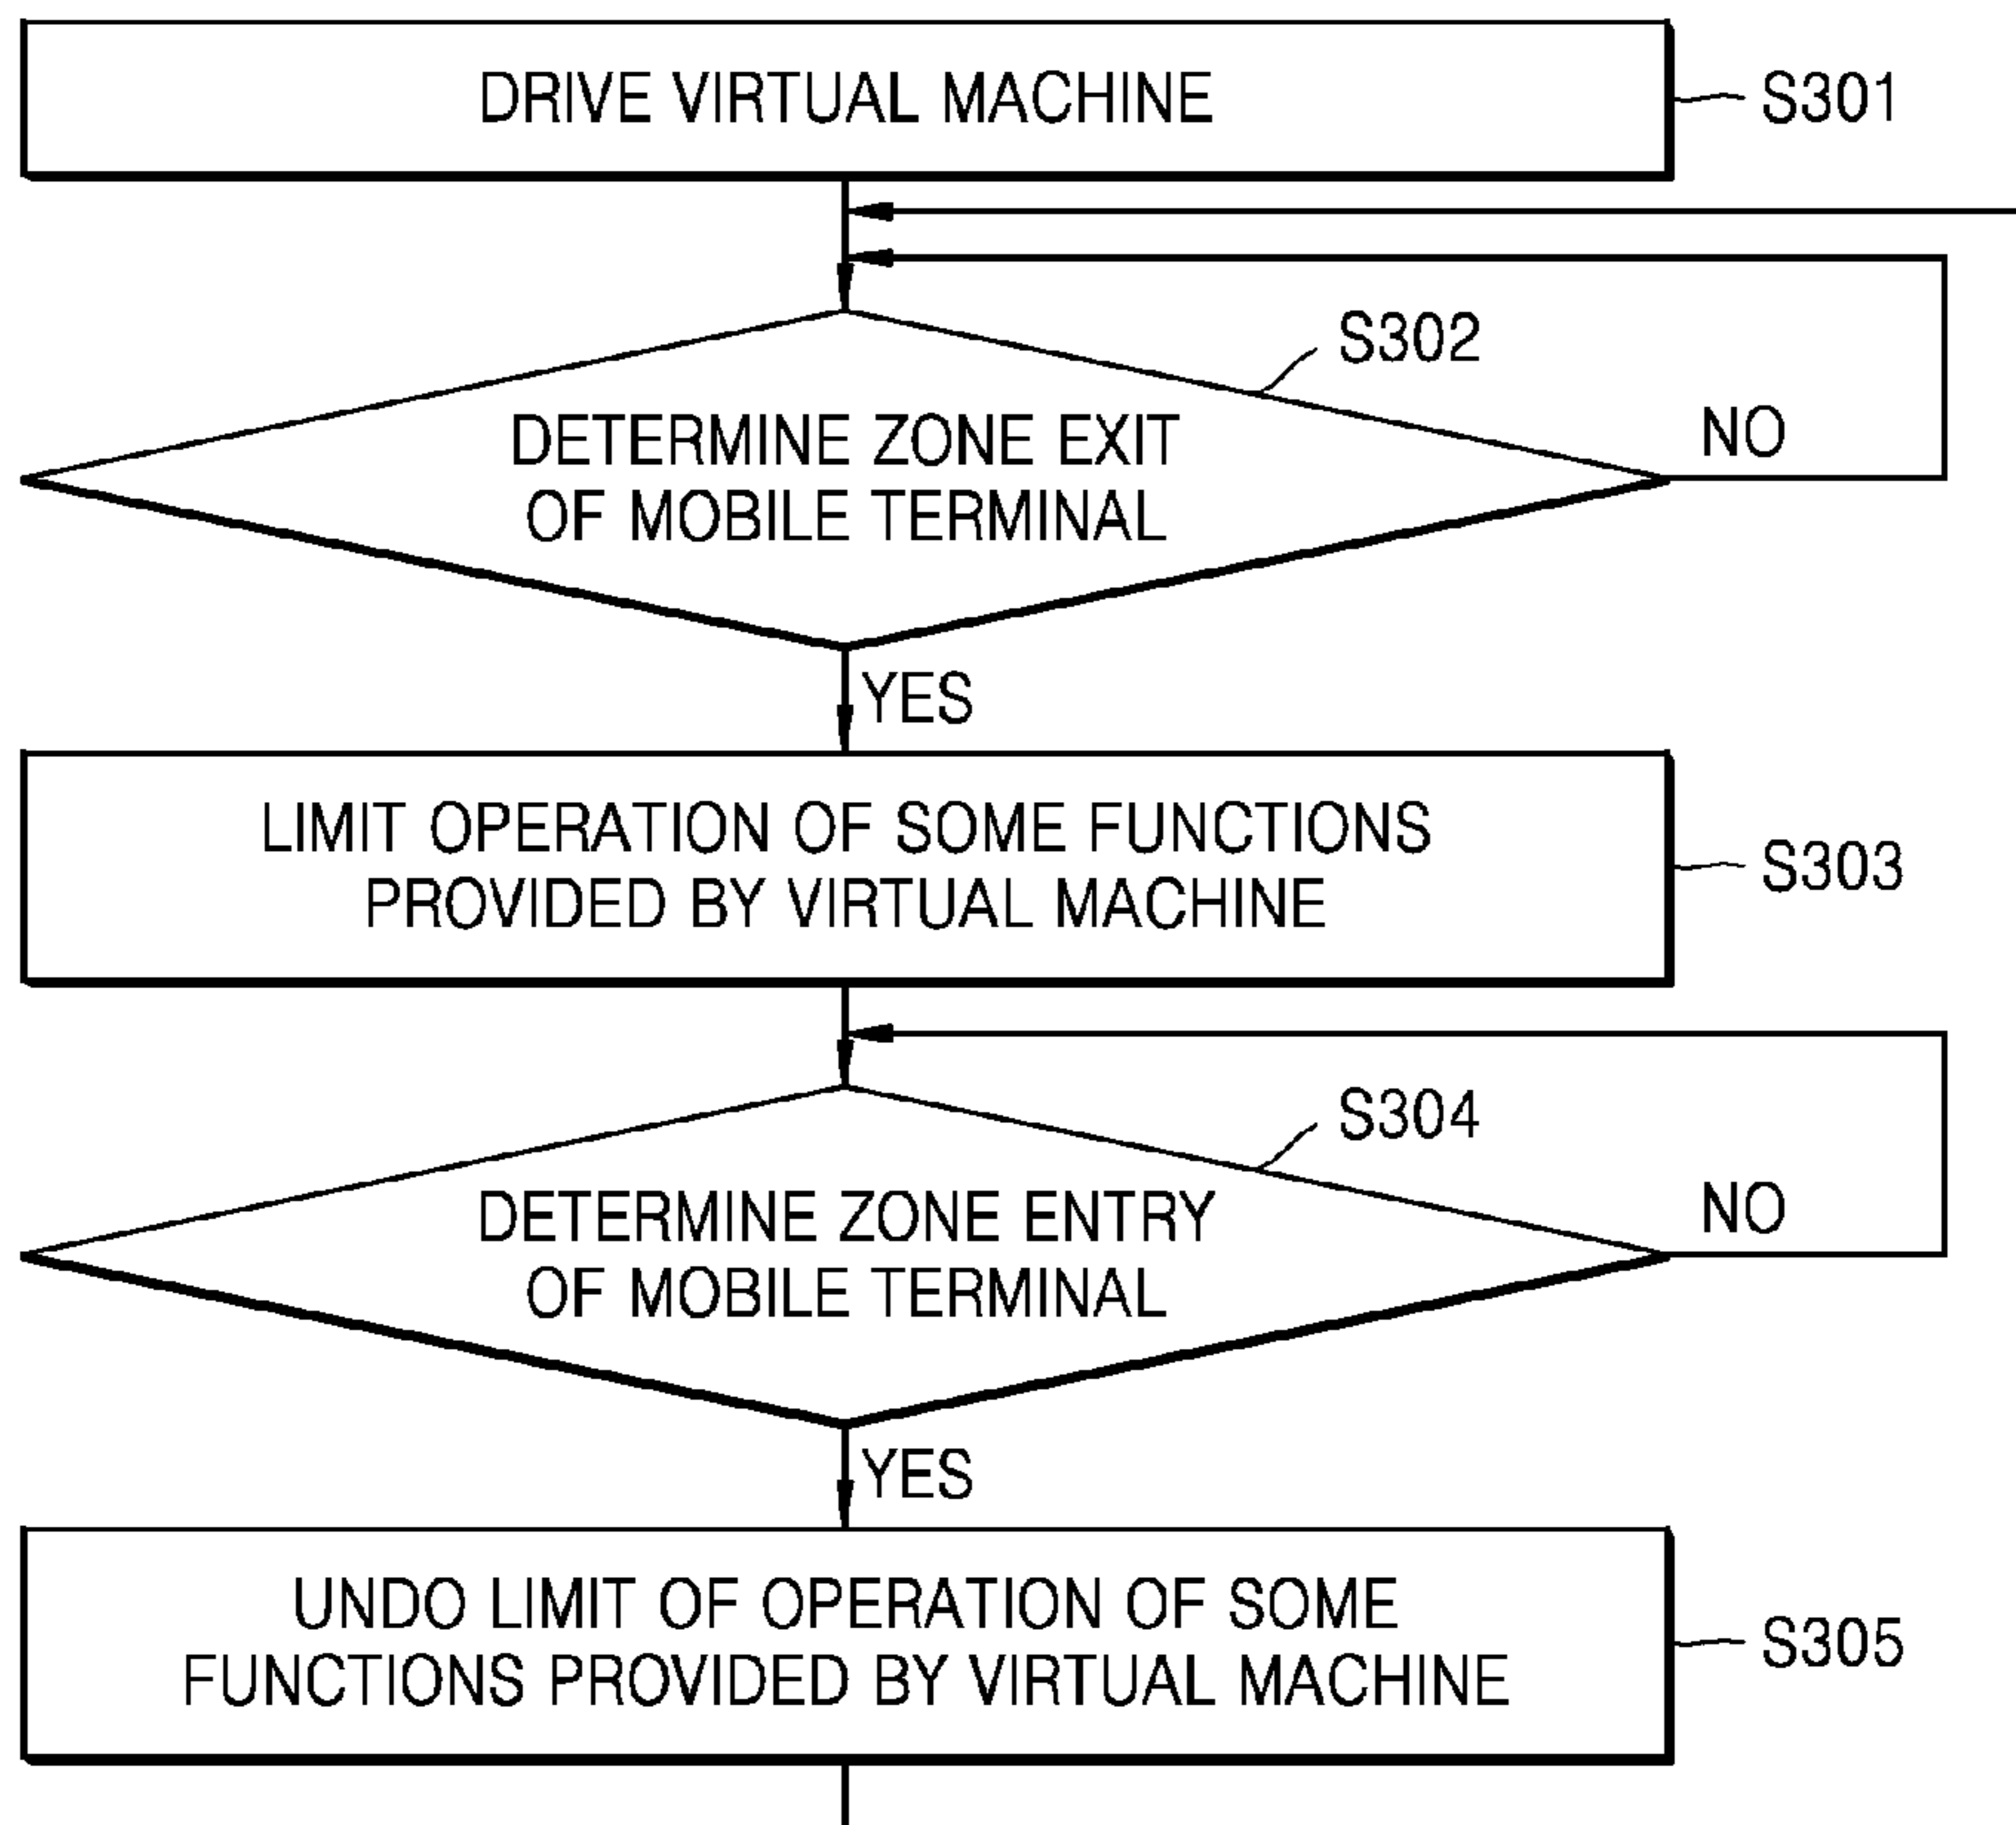 DRIVE VIRTUAL MACHINE
S301
S302
DETERMINE ZONE EXIT
OF MOBILE TERMINAL
NO
YES
LIMIT OPERATION OF SOME FUNCTIONS
PROVIDED BY VIRTUAL MACHINE
S303
S304
DETERMINE ZONE ENTRY
OF MOBILE TERMINAL
NO
YES
UNDO LIMIT OF OPERATION OF SOME
FUNCTIONS PROVIDED BY VIRTUAL MACHINE
S305